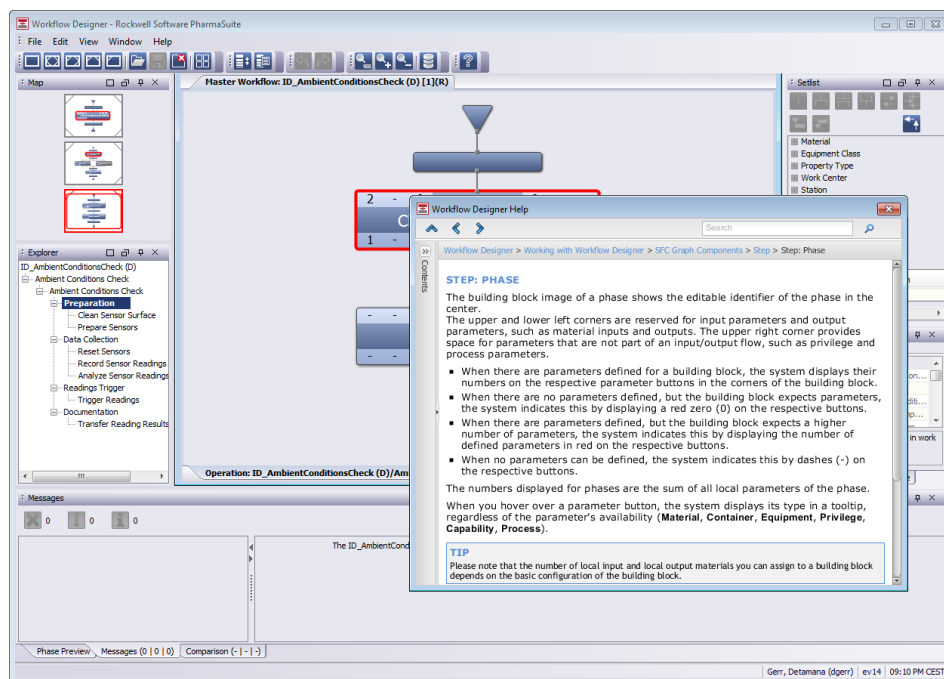 Workflow Designer - Rockwell Software PharmaSuite
File Edit View Window Help
Map
Master Workflow: ID_AmbientConditionsCheck (D) [1](R)
Setlist
Material
Equipment Class
Property Type
Work Center
Station
2 -
C
1 -
- -
- -
Explorer
ID_AmbientConditionsCheck (D)
Ambient Conditions Check
Ambient Conditions Check
Preparation
Clean Sensor Surface
Prepare Sensors
Data Collection
Reset Sensors
Record Sensor Readings
Analyze Sensor Readings
Readings Trigger
Trigger Readings
Documentation
Transfer Reading Results
Operation: ID_AmbientConditionsCheck (D)/Am
Workflow Designer Help
Search
Contents
Workflow Designer > Working with Workflow Designer > SFC Graph Components > Step > Step: Phase
STEP: PHASE
The building block image of a phase shows the editable identifier of the phase in the
center.
The upper and lower left corners are reserved for input parameters and output
parameters, such as material inputs and outputs. The upper right corner provides
space for parameters that are not part of an input/output flow, such as privilege and
process parameters.
▪ When there are parameters defined for a building block, the system displays their
numbers on the respective parameter buttons in the corners of the building block.
▪ When there are no parameters defined, but the building block expects parameters,
the system indicates this by displaying a red zero (0) on the respective buttons.
▪ When there are parameters defined, but the building block expects a higher
number of parameters, the system indicates this by displaying the number of
defined parameters in red on the respective buttons.
▪ When no parameters can be defined, the system indicates this by dashes (-) on
the respective buttons.
The numbers displayed for phases are the sum of all local parameters of the phase.
When you hover over a parameter button, the system displays its type in a tooltip,
regardless of the parameter's availability (Material, Container, Equipment, Privilege,
Capability, Process).
TIP
Please note that the number of local input and local output materials you can assign to a building block
depends on the basic configuration of the building block.
in work
Messages
0 0 0
The ID_AmbientCond
Phase Preview Messages (0 | 0 | 0) Comparison (- | - | -)
Gerr, Detamana (dgerr) ev14 09:10 PM CEST